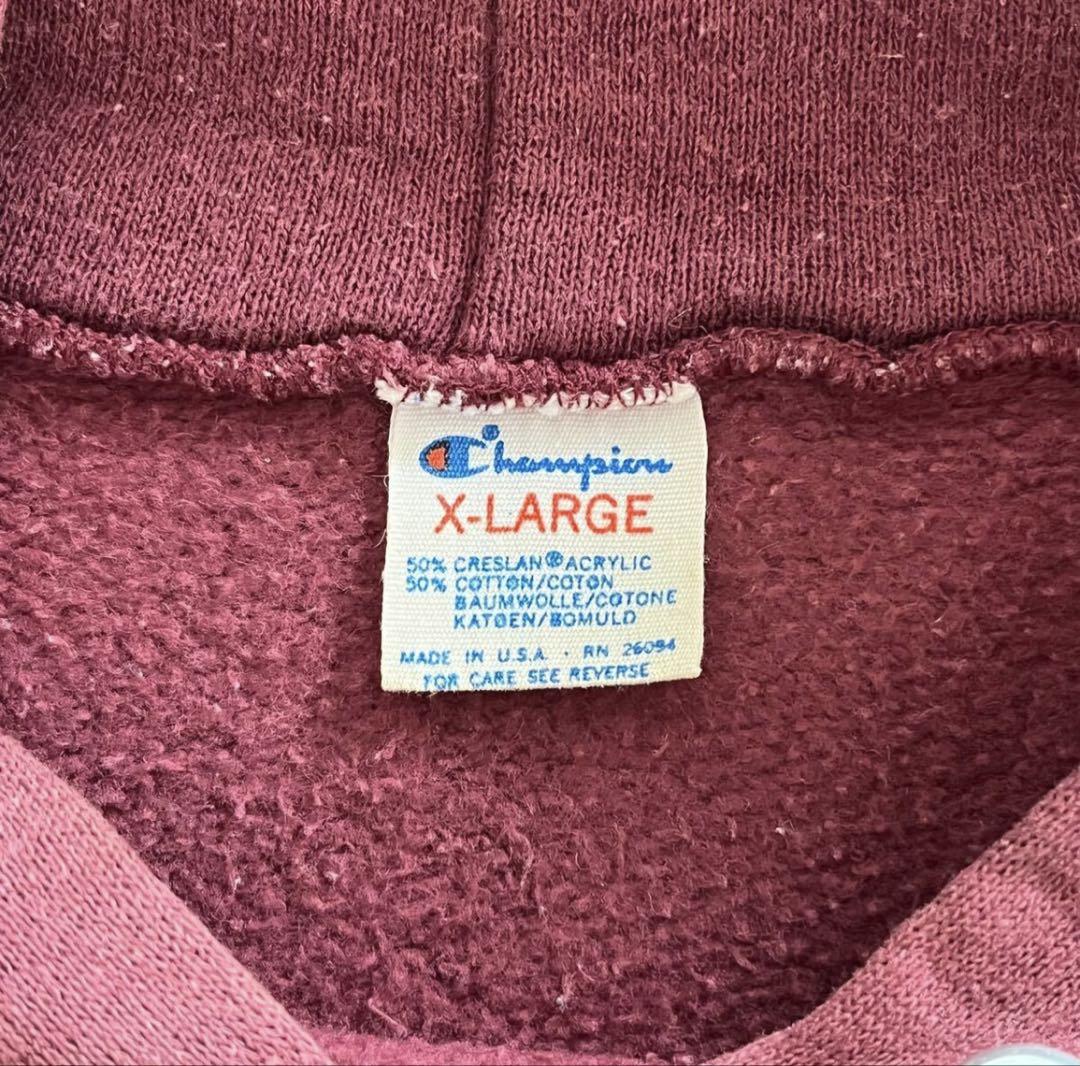 Champion®
X-LARGE
50% CRESLAN® ACRYLIC
50% COTTON/COTON
BAUMWOLLE/COTONE
KATØEN/BOMULD
MADE IN U.S.A. · RN 26094
FOR CARE SEE REVERSE